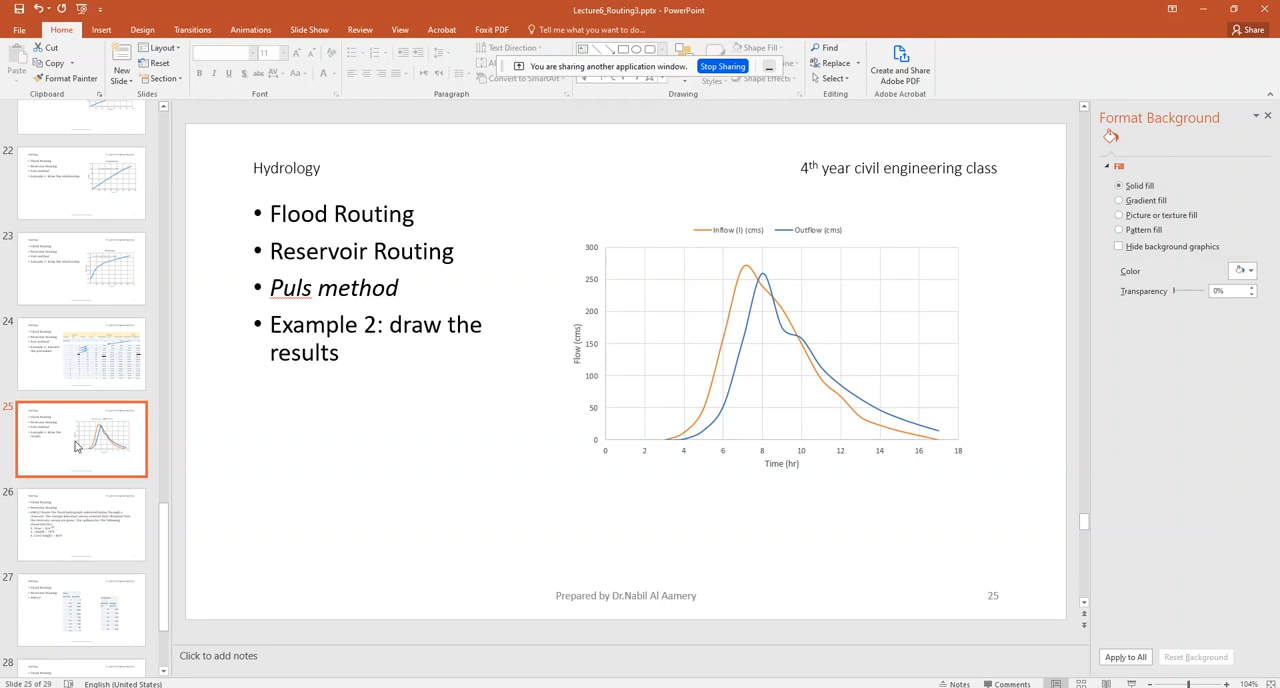 Lecture6_Routing3.pptx - PowerPoint
File Home Insert Design Transitions Animations Slide Show Review View Acrobat Foxit PDF Tell me what you want to do... Share
Paste
Cut
Copy
Format Painter
Clipboard
New Slide
Layout
Reset
Section
Slides
11
B I U S abc AV Aa A
Font
Text Direction
Convert to SmartArt
Paragraph
You are sharing another application window. Stop Sharing
Shape Fill
Shape Effects
Styles
Drawing
Find
Replace
Select
Editing
Create and Share
Adobe PDF
Adobe Acrobat
22
23
24
25
26
27
28
Hydrology
4th year civil engineering class
• Flood Routing
• Reservoir Routing
• Puls method
• Example 2: draw the
results
Inflow (I) (cms) Outflow (cms)
300
250
200
150
100
50
0
Flow (cms)
0 2 4 6 8 10 12 14 16 18
Time (hr)
Prepared by Dr.Nabil Al Aamery
25
Click to add notes
Format Background
Solid fill
Gradient fill
Picture or texture fill
Pattern fill
Hide background graphics
Color
Transparency 0%
Apply to All Reset Background
Slide 25 of 29 English (United States) Notes Comments 104%